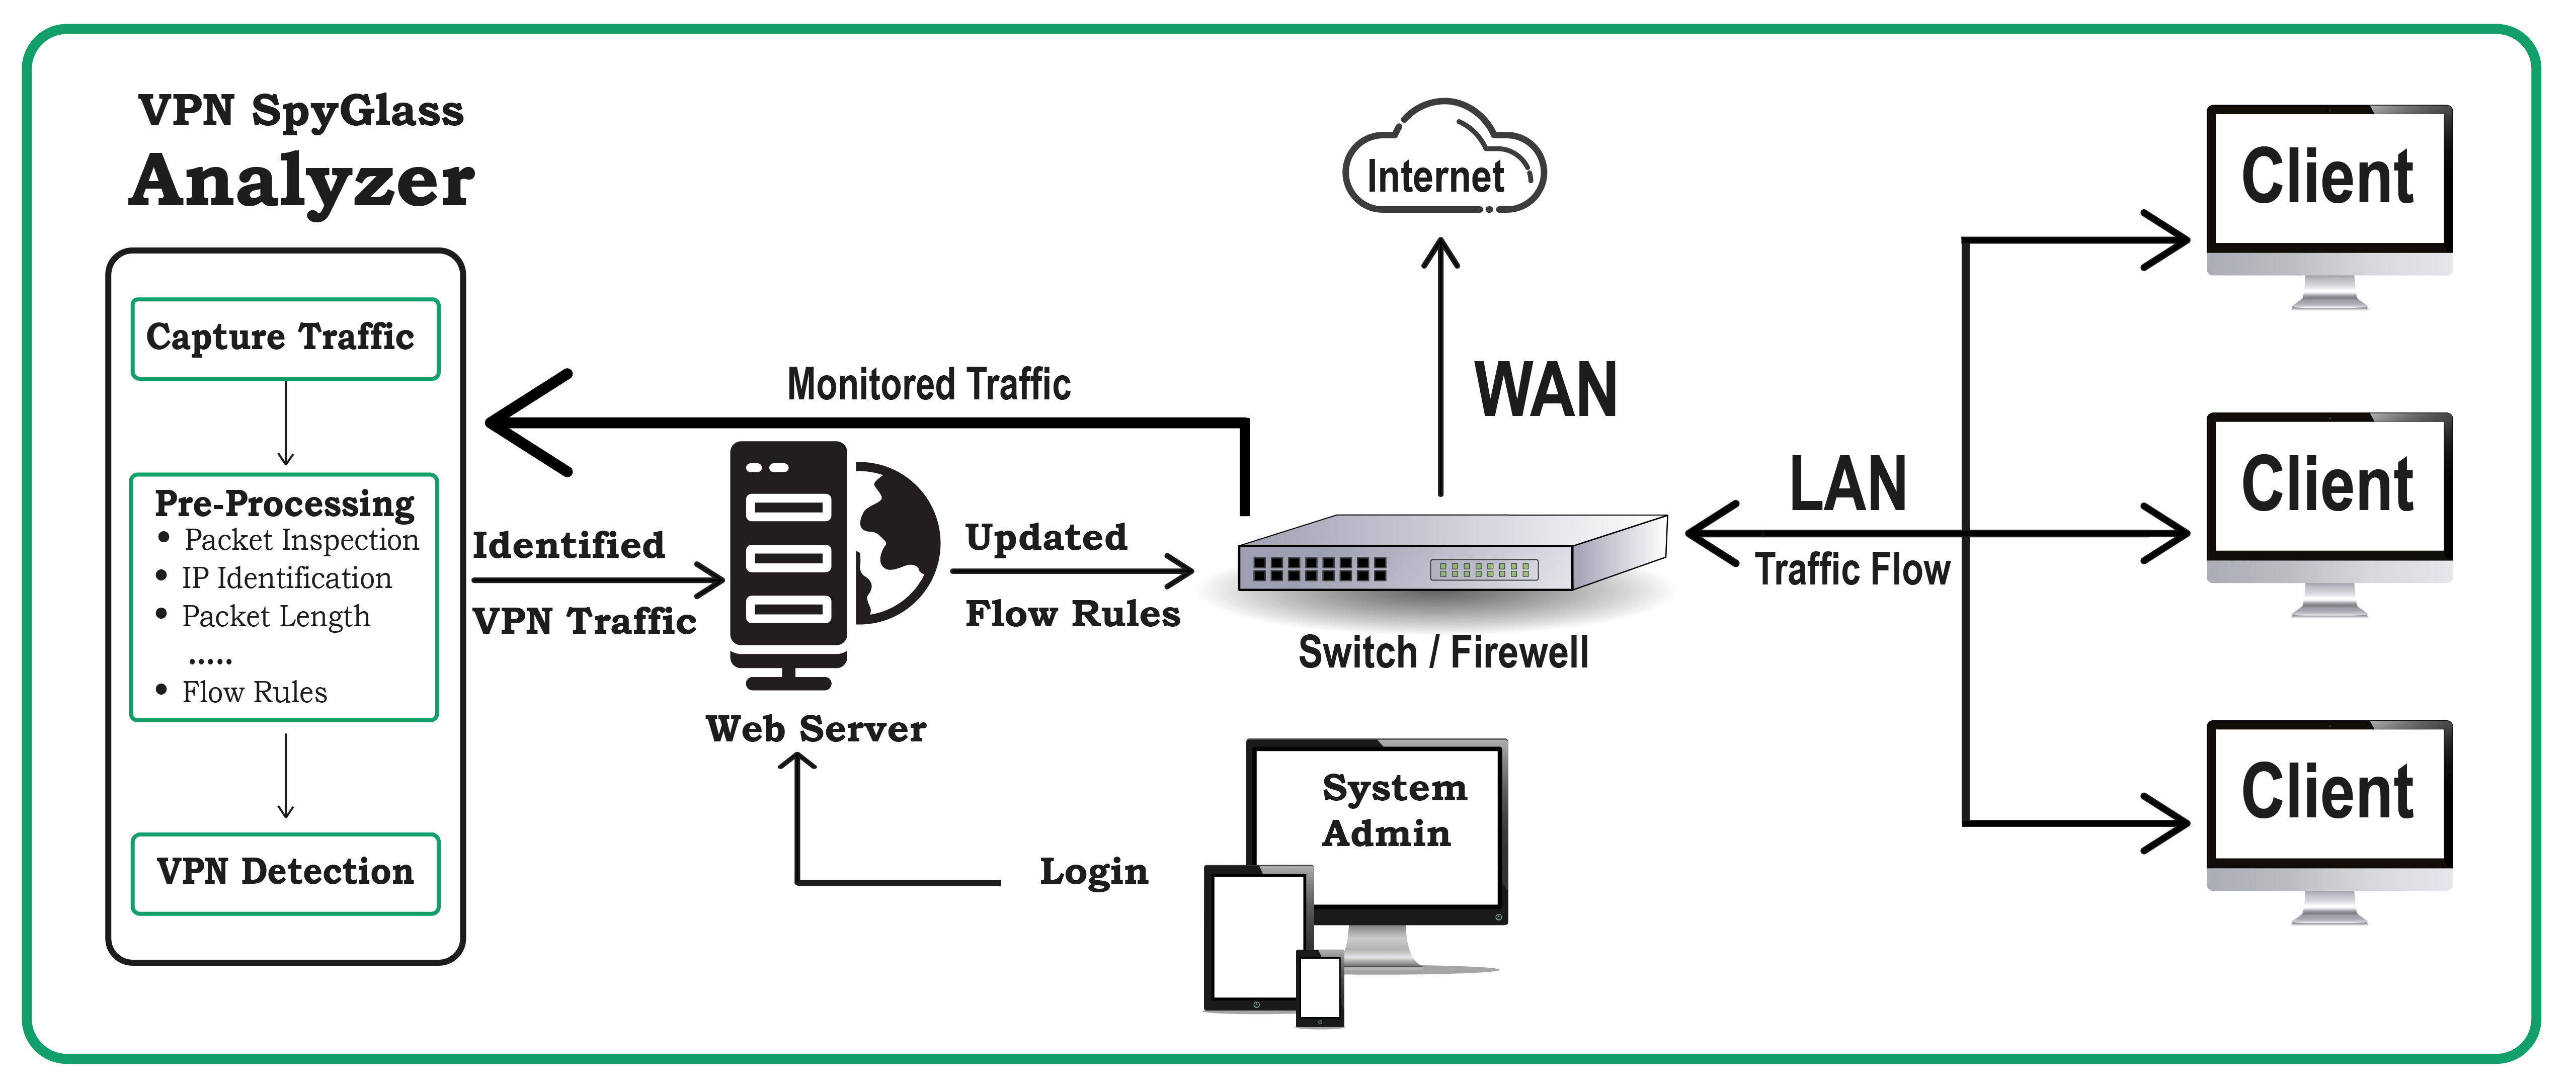 VPN SpyGlass
Analyzer
Capture Traffic
Pre-Processing
• Packet Inspection
• IP Identification
• Packet Length
.....
• Flow Rules
VPN Detection
Monitored Traffic
Identified
VPN Traffic
Web Server
Updated
Flow Rules
Login
System
Admin
Internet
WAN
Switch / Firewell
LAN
Traffic Flow
Client
Client
Client